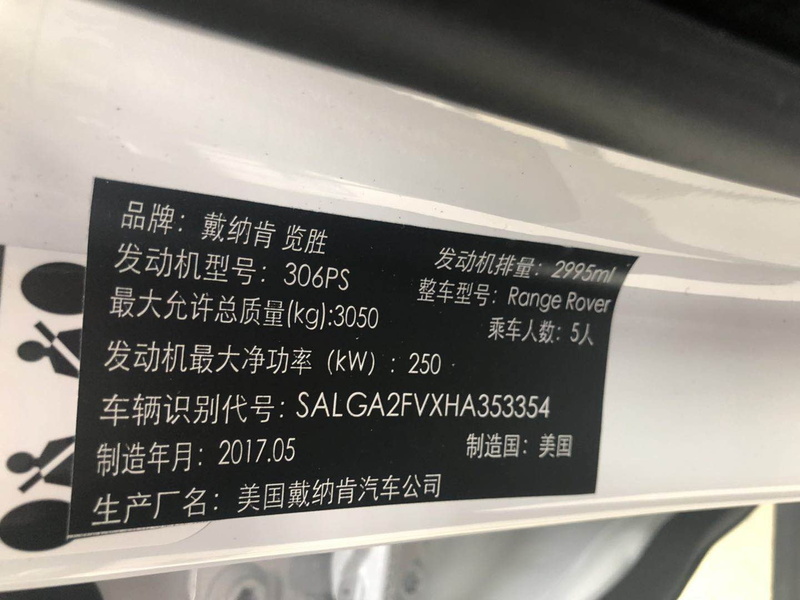 品牌：戴纳肯 览胜
发动机排量：2995ml
发动机型号：306PS
整车型号：Range Rover
最大允许总质量(kg):3050
乘车人数：5人
发动机最大净功率（kW）：250
车辆识别代号：SALGA2FVXHA353354
制造年月：2017.05
制造国：美国
生产厂名：美国戴纳肯汽车公司